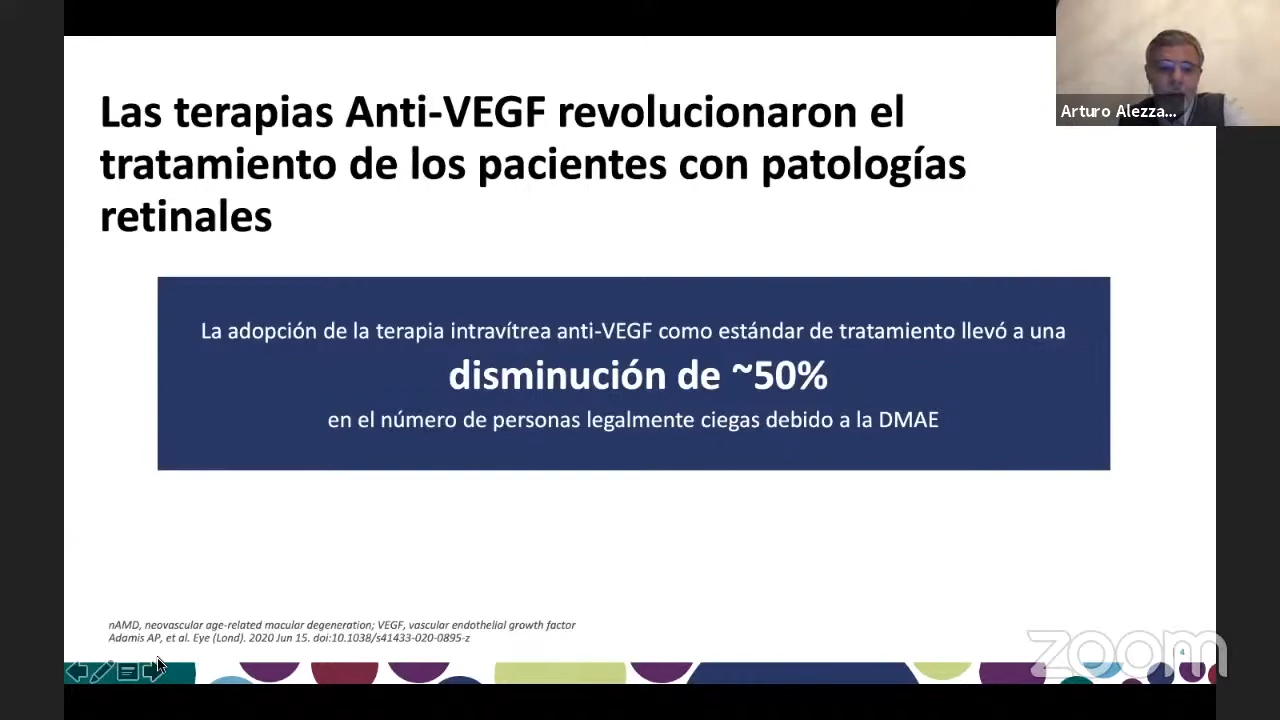 Las terapias Anti-VEGF revolucionaron el
tratamiento de los pacientes con patologías
retinales
La adopción de la terapia intravítrea anti-VEGF como estándar de tratamiento llevó a una
disminución de ~50%
en el número de personas legalmente ciegas debido a la DMAE
nAMD, neovascular age-related macular degeneration; VEGF, vascular endothelial growth factor
Adamis AP, et al. Eye (Lond). 2020 Jun 15. doi:10.1038/s41433-020-0895-z
Arturo Alezza...
zoom
4